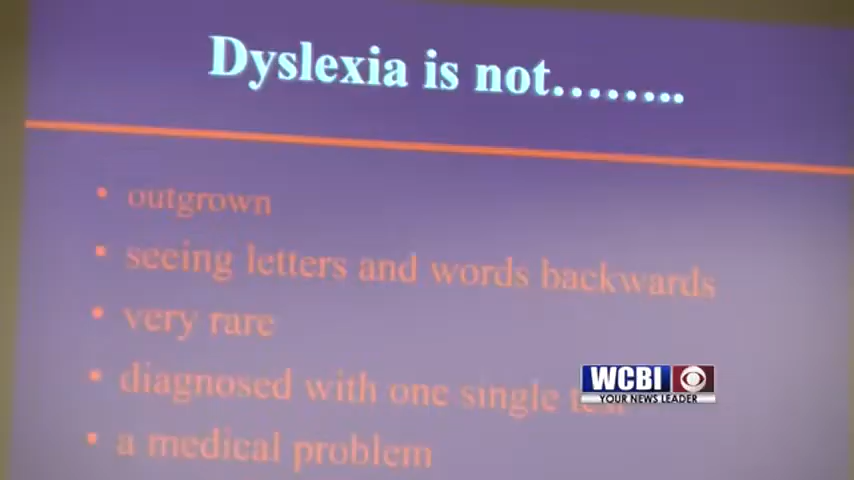 Dyslexia is not........
• outgrown
• seeing letters and words backwards
• very rare
• diagnosed with one single
• a medical problem
WCBI
YOUR NEWS LEADER